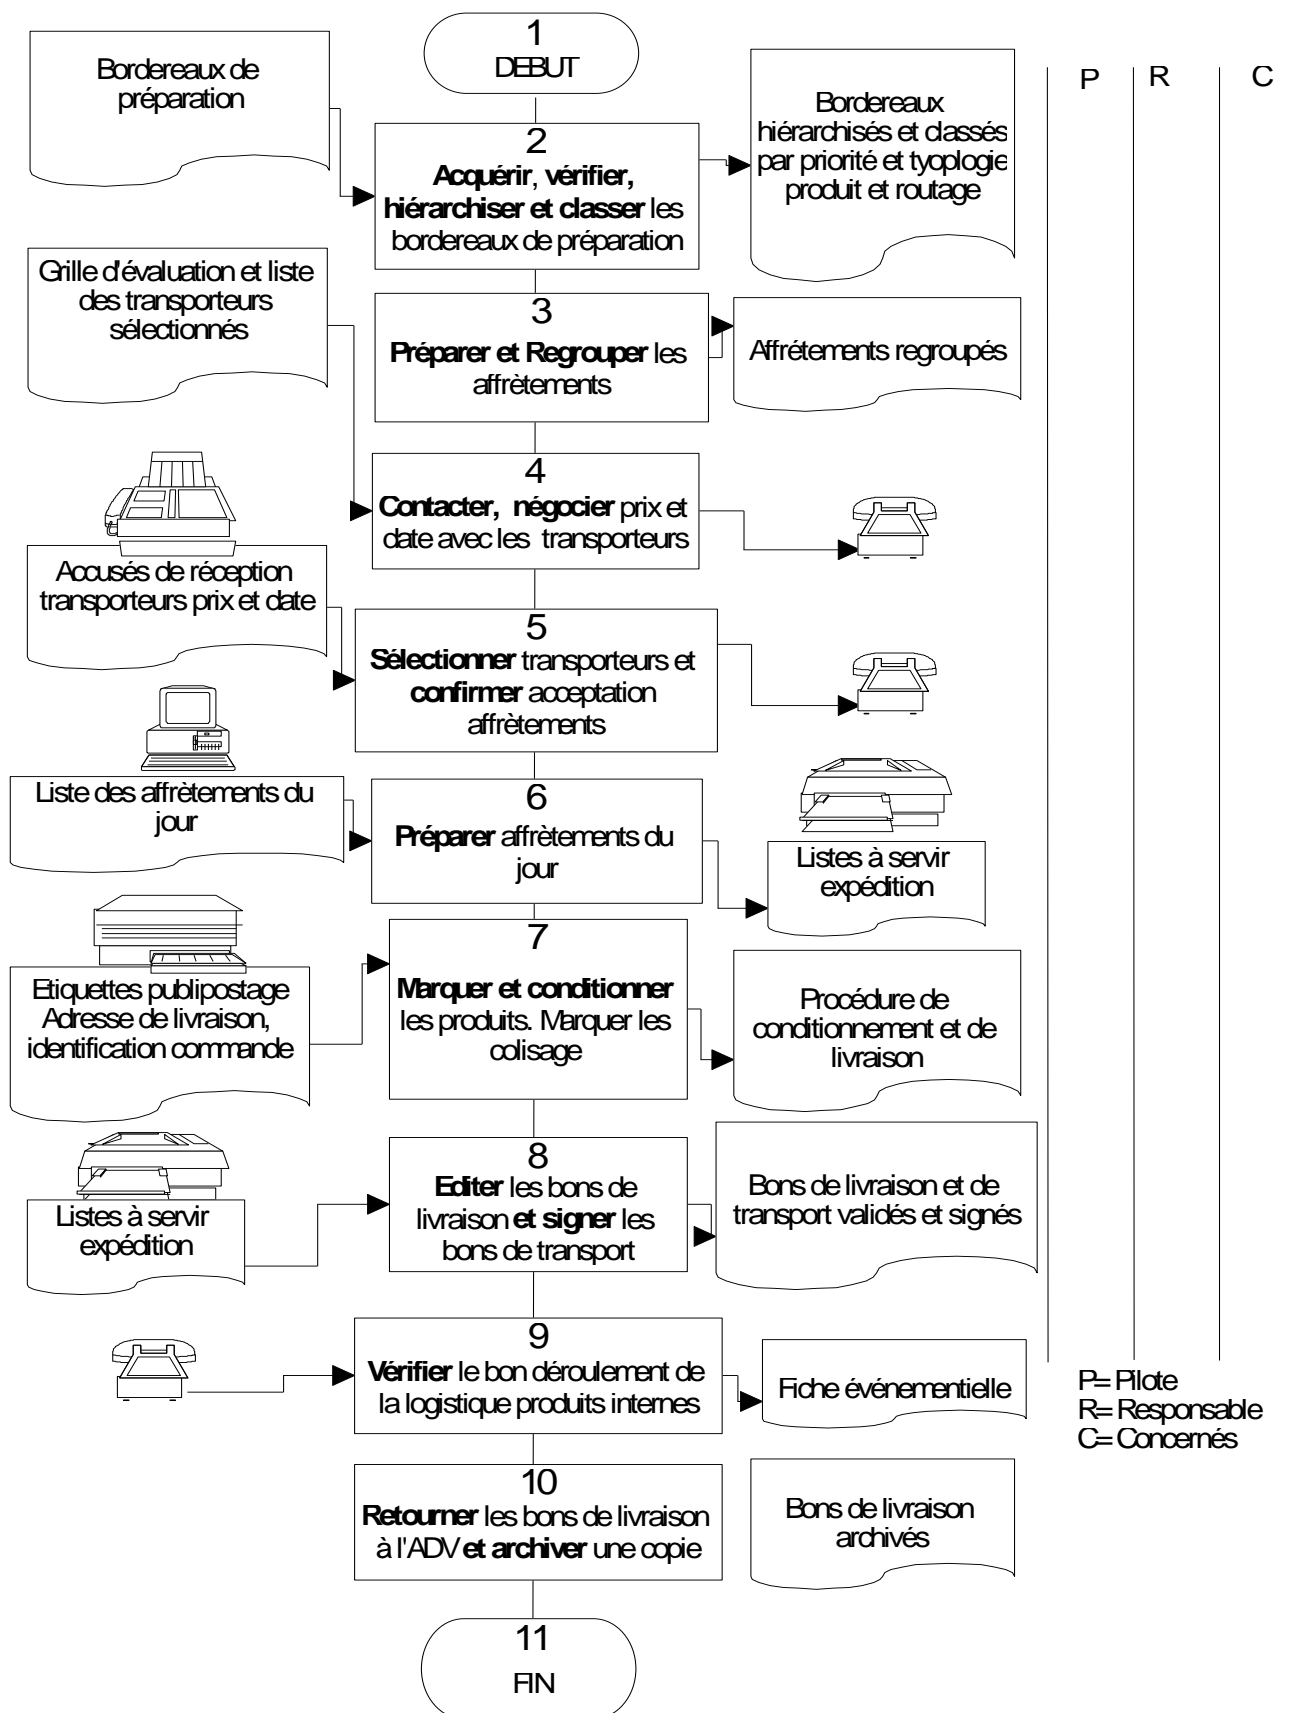 1
DEBUT
Bordereaux de
préparation
2
Acquérir, vérifier,
hiérarchiser et classer les
bordereaux de préparation
Bordereaux
hiérarchisés et classés
par priorité et tyoplogie
produit et routage
P
R
C
Grille d'évaluation et liste
des transporteurs
sélectionnés
3
Préparer et Regrouper les
affrètements
Affrétements regroupés
4
Contacter, négocier prix et
date avec les transporteurs
Accusés de réception
transporteurs prix et date
5
Sélectionner transporteurs et
confirmer acceptation
affrètements
Liste des affrètements du
jour
6
Préparer affrètements du
jour
Listes à servir
expédition
Etiquettes publipostage
Adresse de livraison,
identification commande
7
Marquer et conditionner
les produits. Marquer les
colisage
Procédure de
conditionnement et de
livraison
Listes à servir
expédition
8
Editer les bons de
livraison et signer les
bons de transport
Bons de livraison et de
transport validés et signés
9
Vérifier le bon déroulement de
la logistique produits internes
Fiche événementielle
P= Pilote
R= Responsable
C= Concernés
10
Retourner les bons de livraison
à l'ADV et archiver une copie
Bons de livraison
archivés
11
FIN